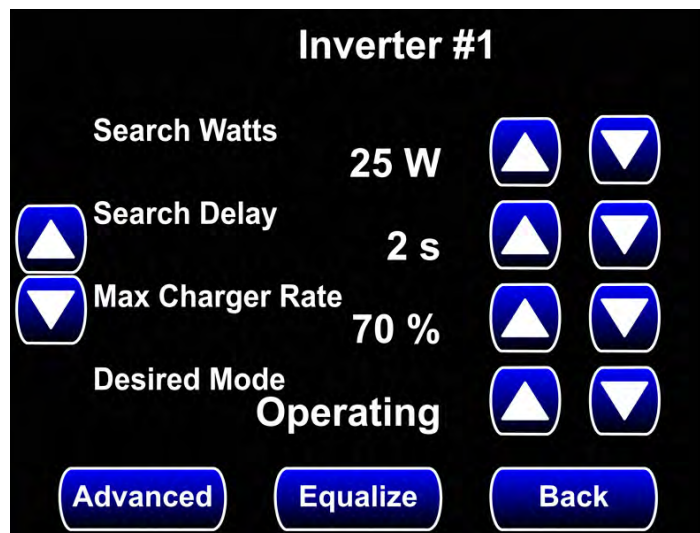 Inverter #1
Search Watts
25 W
Search Delay
2 s
Max Charger Rate
70 %
Desired Mode
Operating
Advanced
Equalize
Back